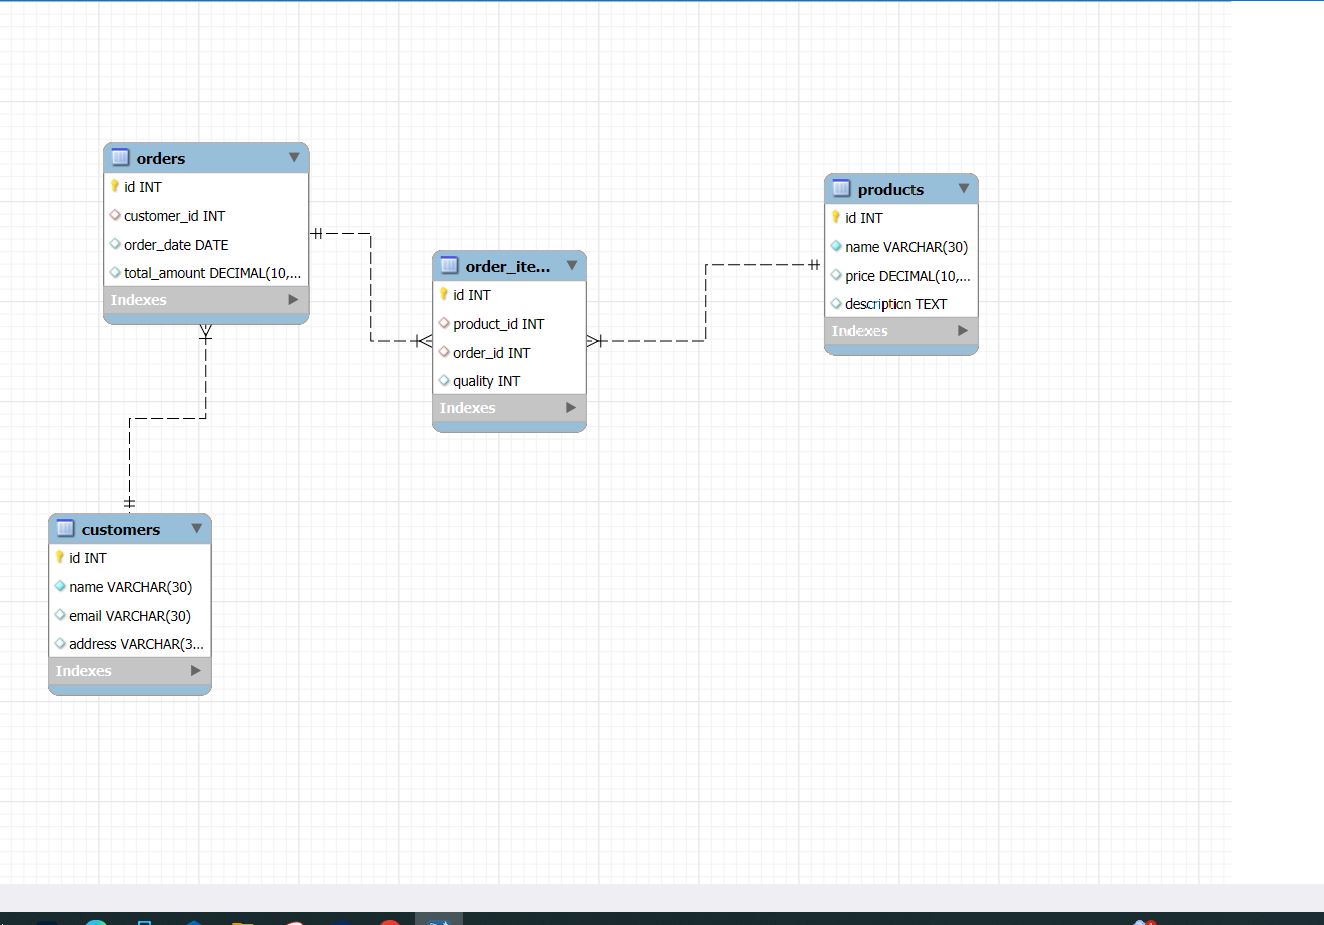 orders
id INT
customer_id INT
order_date DATE
total_amount DECIMAL(10,...
Indexes
order_ite...
id INT
product_id INT
order_id INT
quality INT
Indexes
products
id INT
name VARCHAR(30)
price DECIMAL(10,...
description TEXT
Indexes
customers
id INT
name VARCHAR(30)
email VARCHAR(30)
address VARCHAR(3...
Indexes